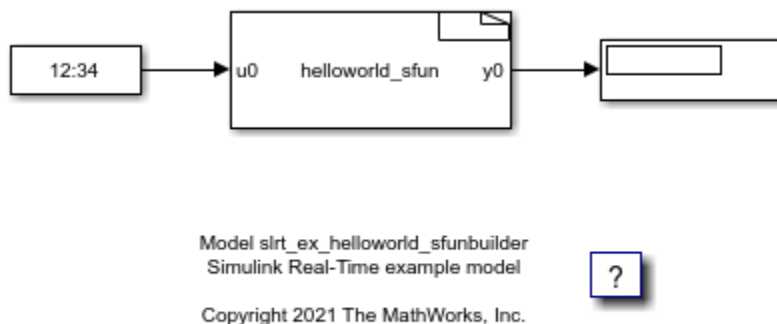 12:34
u0 helloworld_sfun y0
Model slrt_ex_helloworld_sfunbuilder
Simulink Real-Time example model
?
Copyright 2021 The MathWorks, Inc.